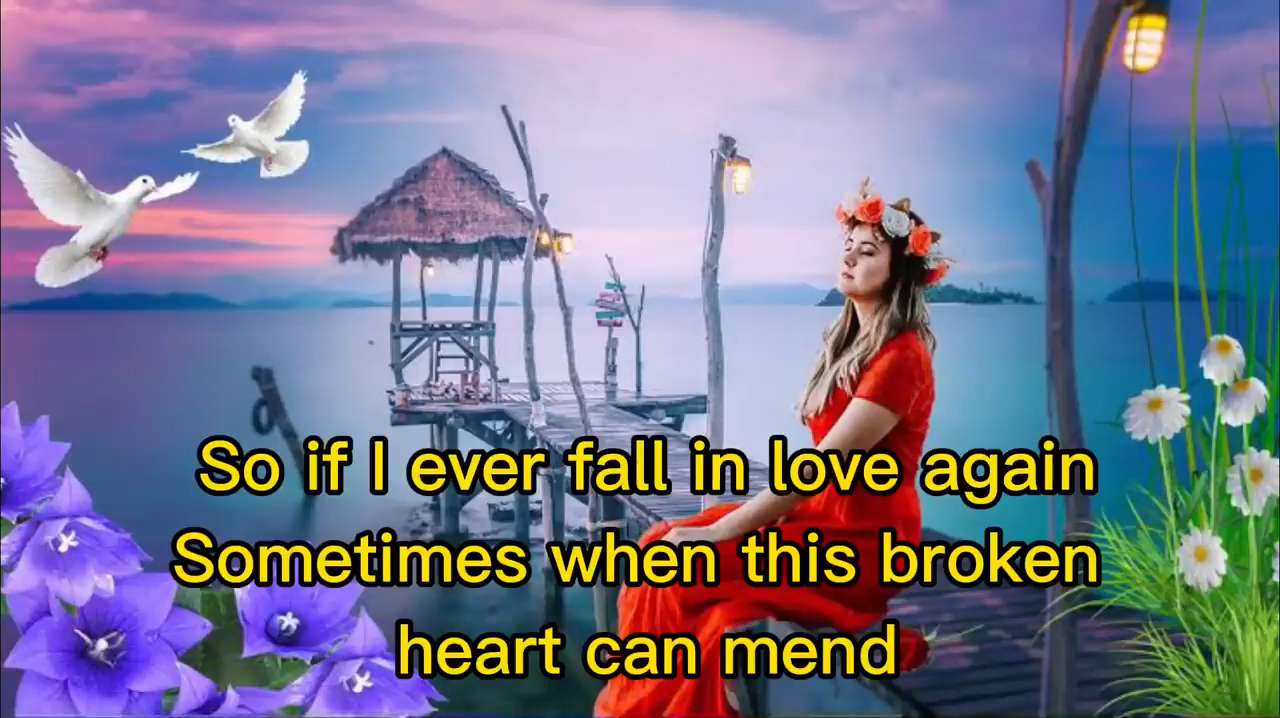 So if I ever fall in love again
Sometimes when this broken
heart can mend